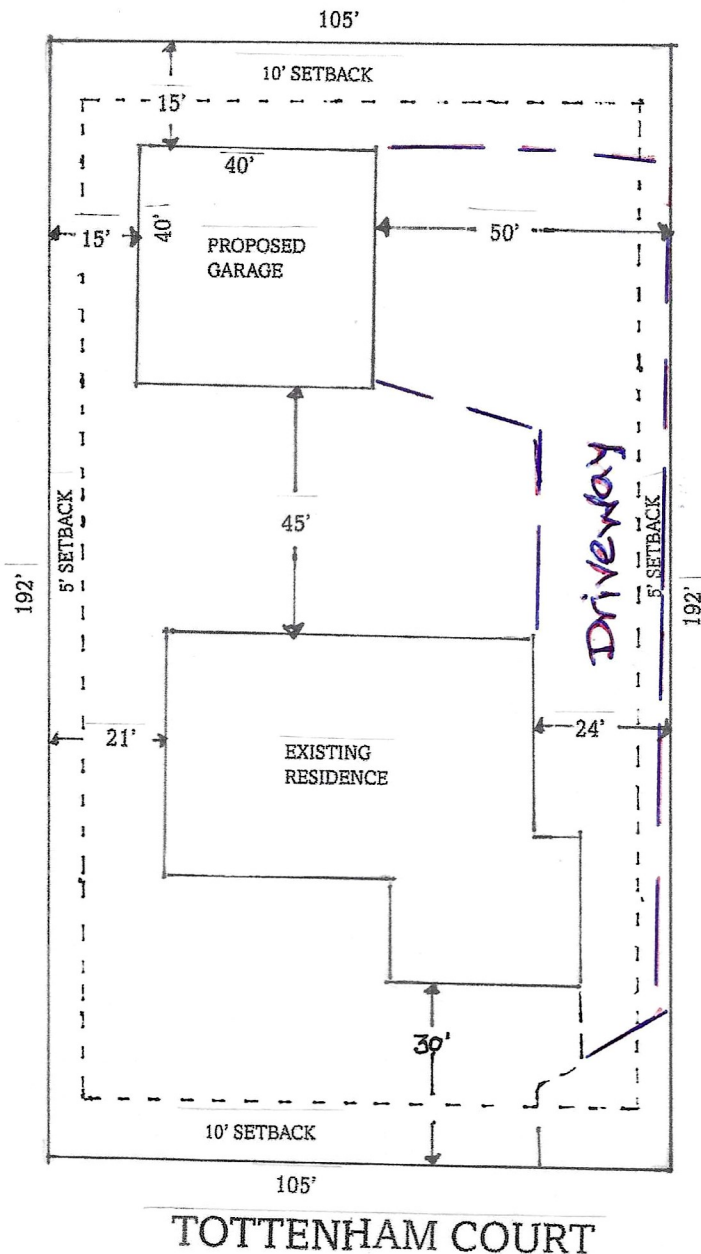 105'
10' SETBACK
15'
40'
15'
40'
PROPOSED
GARAGE
50'
45'
Driveway
5' SETBACK
5' SETBACK
192'
192'
21'
EXISTING
RESIDENCE
24'
30'
10' SETBACK
105'
TOTTENHAM COURT